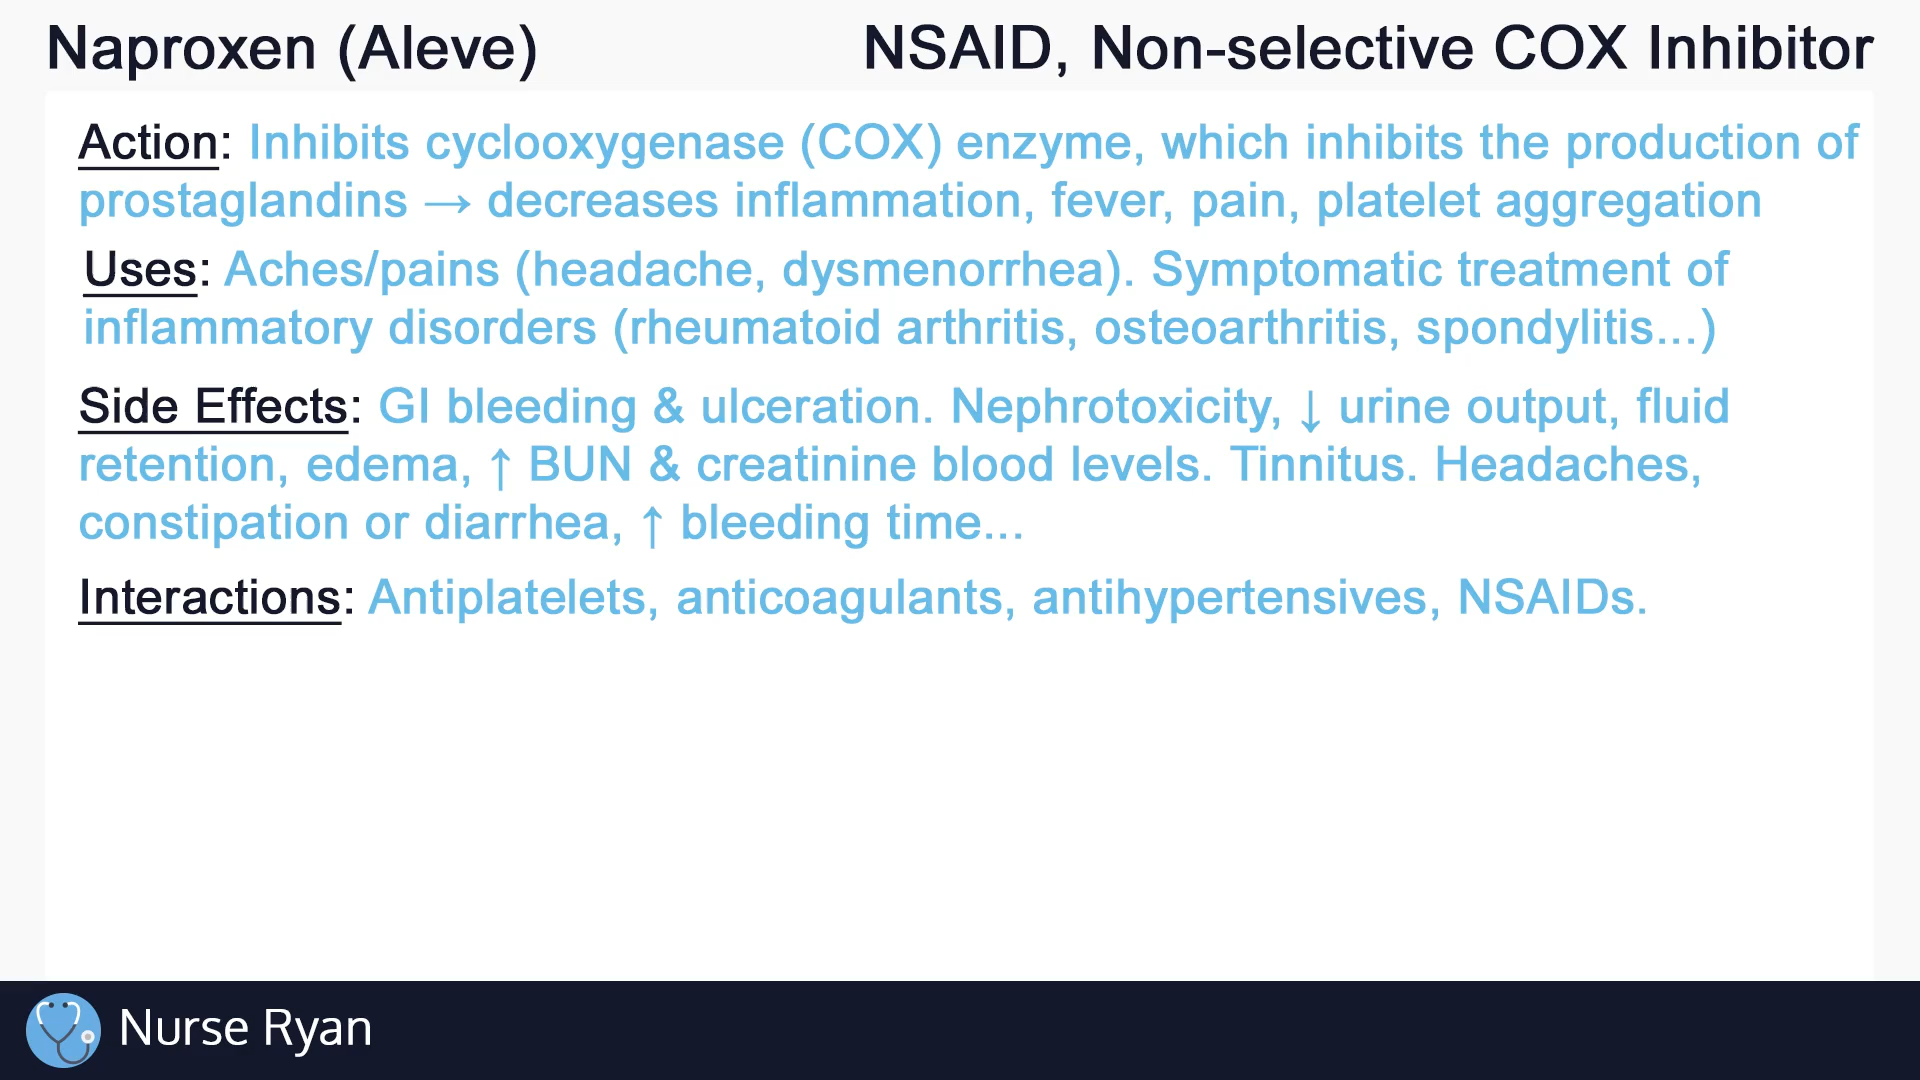 Naproxen (Aleve)
NSAID, Non-selective COX Inhibitor
Action: Inhibits cyclooxygenase (COX) enzyme, which inhibits the production of
prostaglandins → decreases inflammation, fever, pain, platelet aggregation
Uses: Aches/pains (headache, dysmenorrhea). Symptomatic treatment of
inflammatory disorders (rheumatoid arthritis, osteoarthritis, spondylitis...)
Side Effects: GI bleeding & ulceration. Nephrotoxicity, ↓ urine output, fluid
retention, edema, ↑ BUN & creatinine blood levels. Tinnitus. Headaches,
constipation or diarrhea, ↑ bleeding time...
Interactions: Antiplatelets, anticoagulants, antihypertensives, NSAIDs.
Nurse Ryan